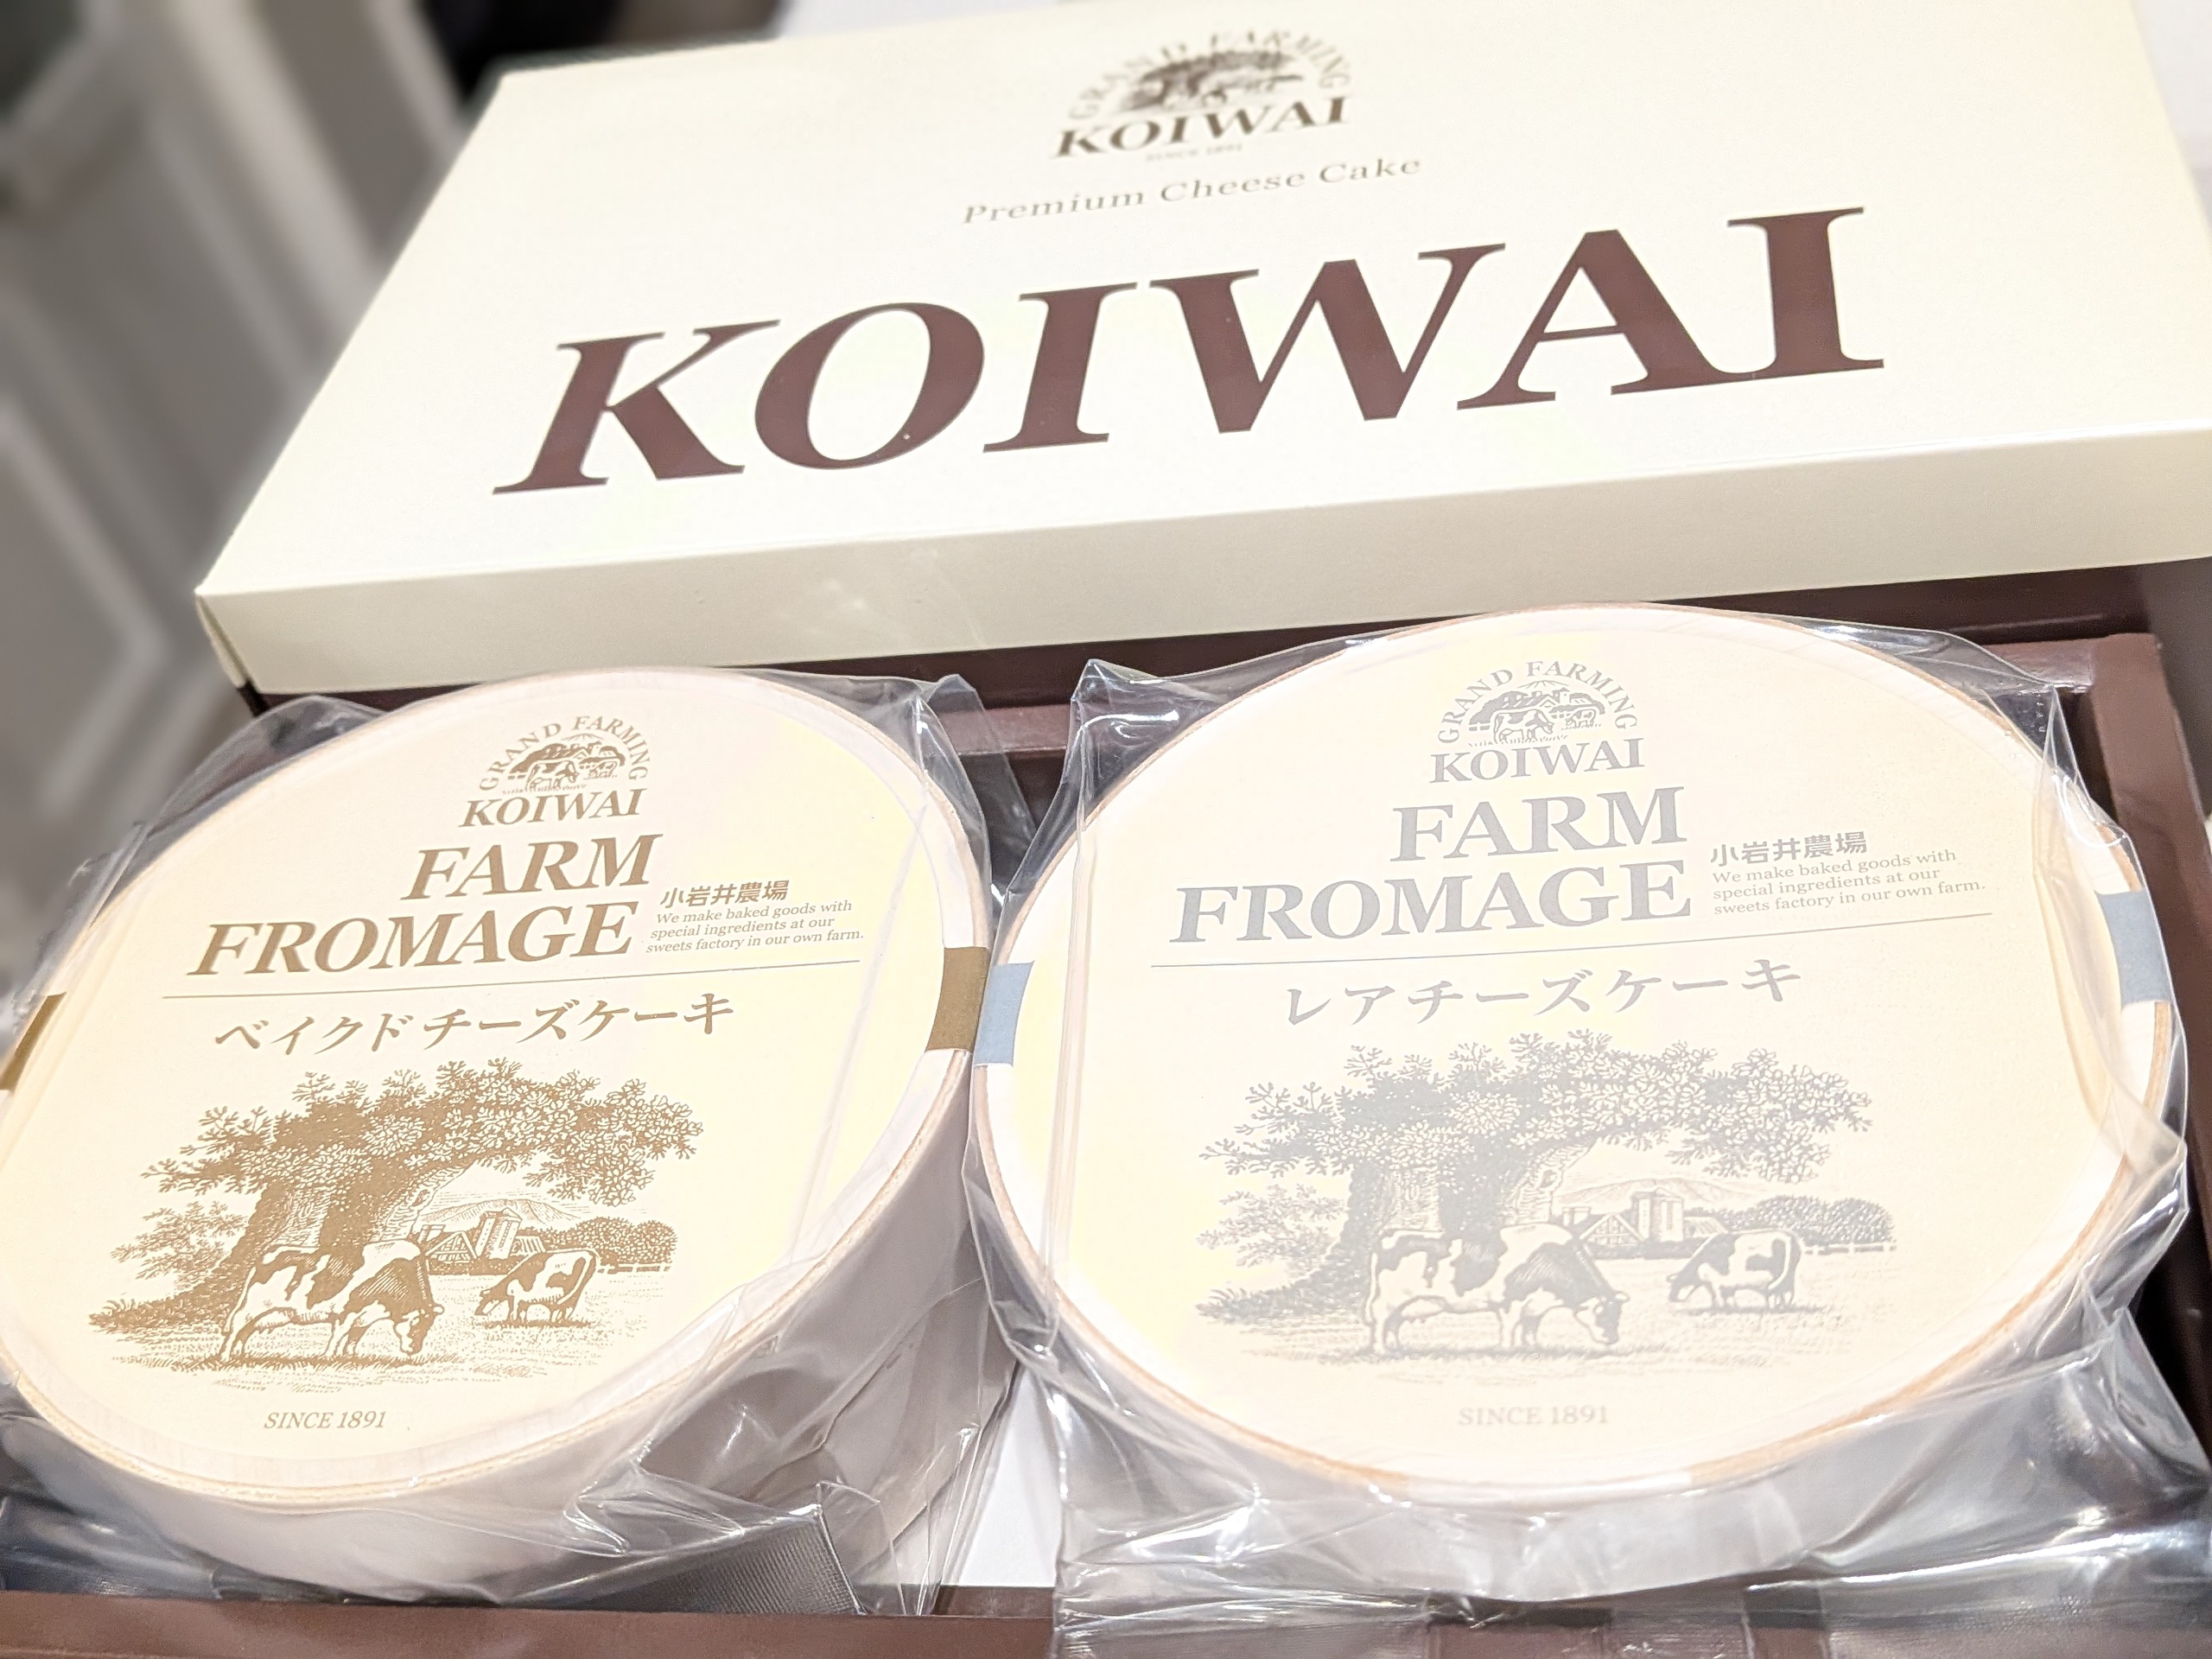 GRAND FARMING
KOIWAI
SINCE 1891
Premium Cheese Cake
KOIWAI
GRAND FARMING
KOIWAI
FARM
FROMAGE
小岩井農場
We make baked goods with
special ingredients at our
sweets factory in our own farm.
ベイクドチーズケーキ
SINCE 1891
GRAND FARMING
KOIWAI
FARM
FROMAGE
小岩井農場
We make baked goods with
special ingredients at our
sweets factory in our own farm.
レアチーズケーキ
SINCE 1891